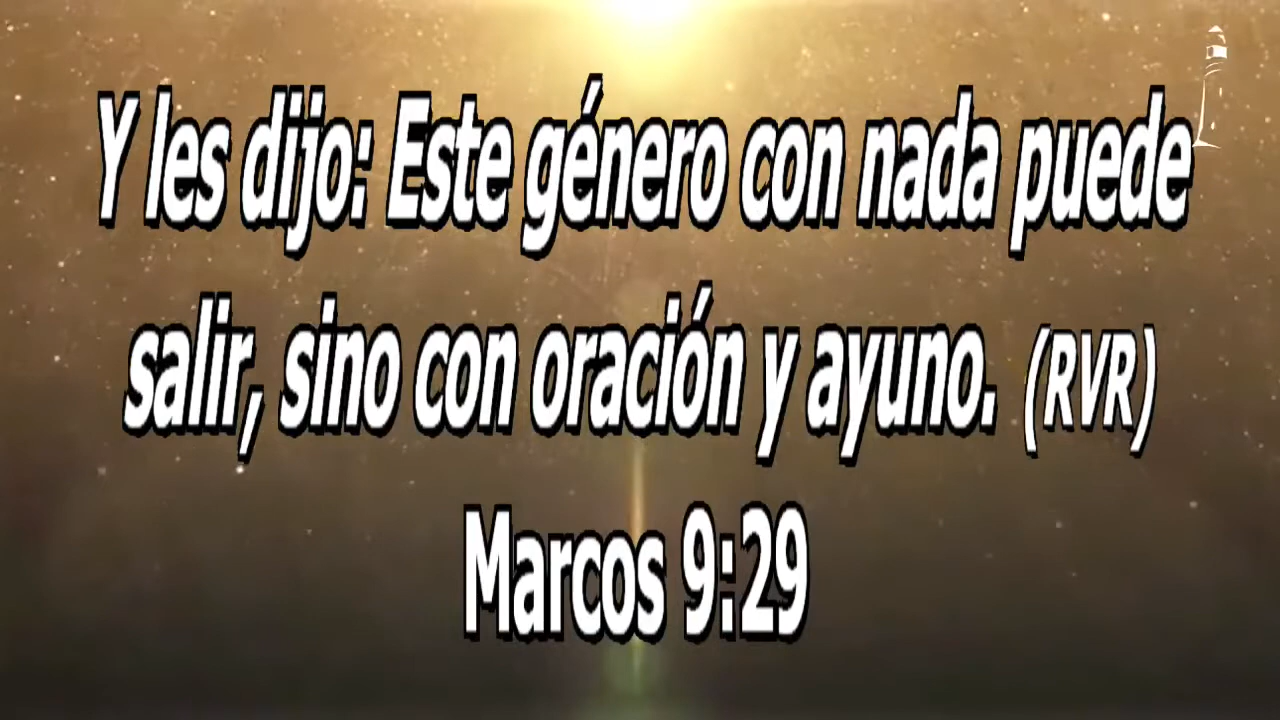 Y les dijo: Este género con nada puede
salir, sino con oración y ayuno. (RVR)
Marcos 9:29